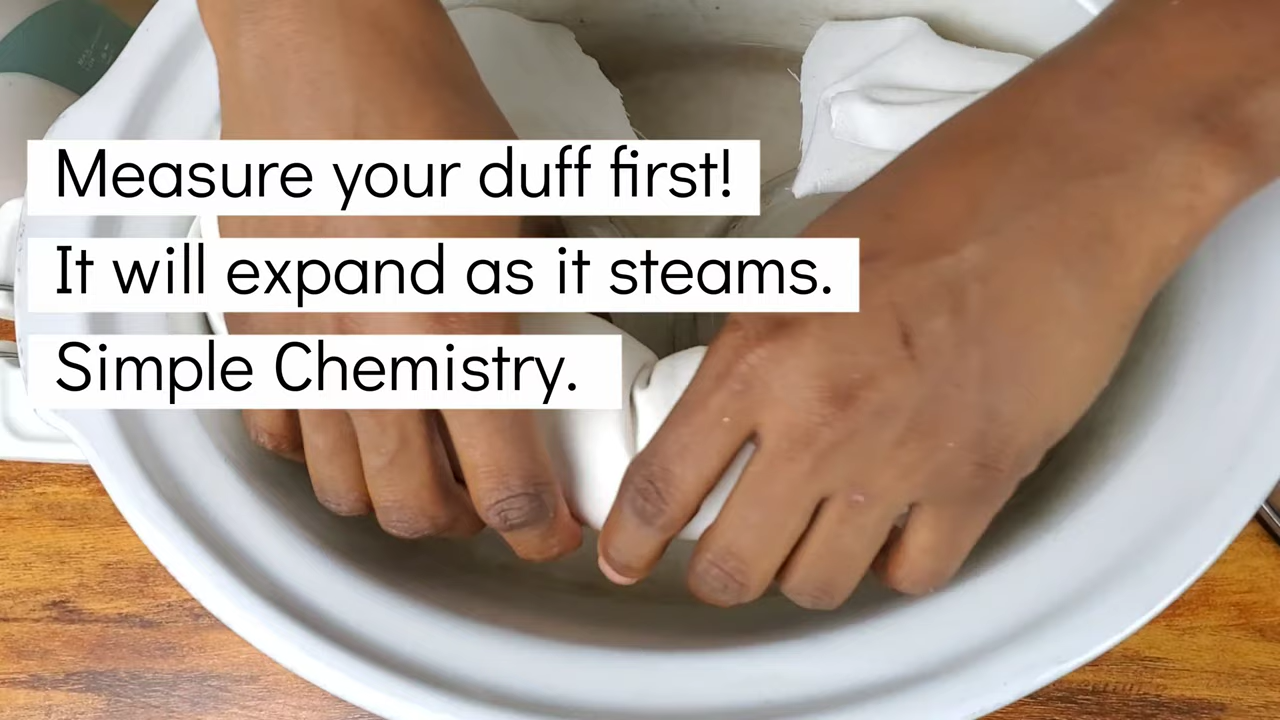 Measure your duff first!
It will expand as it steams.
Simple Chemistry.